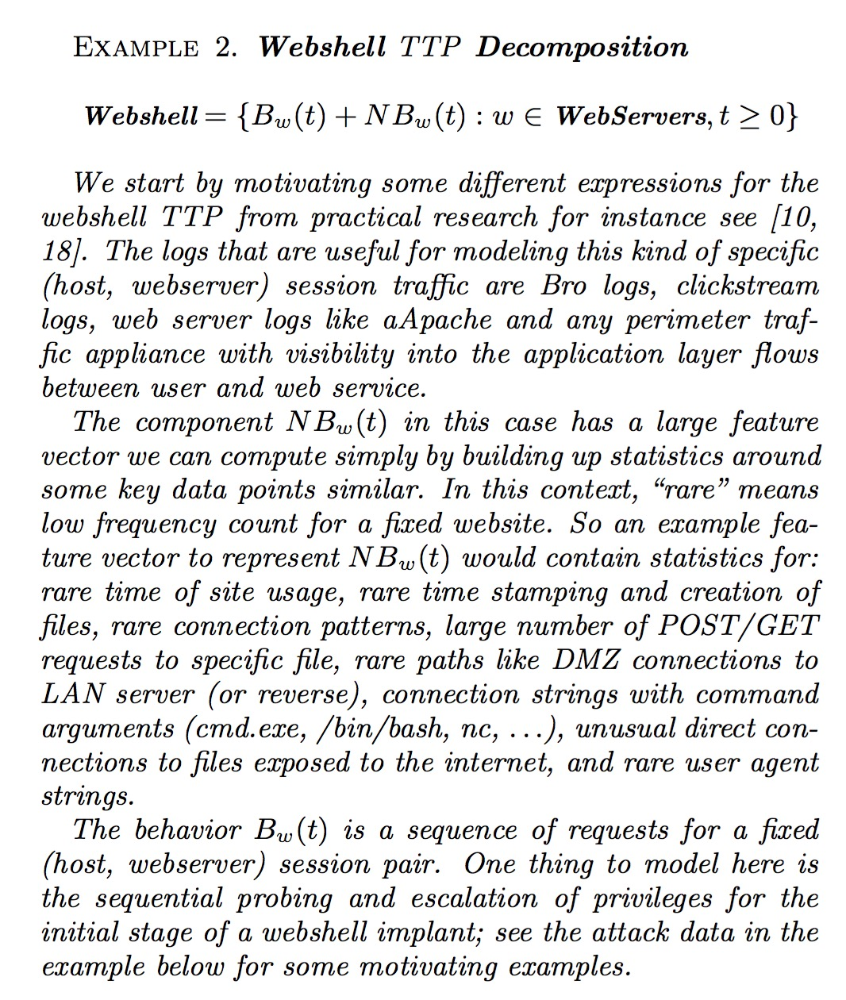 EXAMPLE 2. Webshell TTP Decomposition
Webshell = {B_w(t) + NB_w(t) : w ∈ WebServers, t ≥ 0}
We start by motivating some different expressions for the
webshell TTP from practical research for instance see [10,
18]. The logs that are useful for modeling this kind of specific
(host, webserver) session traffic are Bro logs, clickstream
logs, web server logs like aApache and any perimeter traf-
fic appliance with visibility into the application layer flows
between user and web service.
The component NB_w(t) in this case has a large feature
vector we can compute simply by building up statistics around
some key data points similar. In this context, “rare” means
low frequency count for a fixed website. So an example fea-
ture vector to represent NB_w(t) would contain statistics for:
rare time of site usage, rare time stamping and creation of
files, rare connection patterns, large number of POST/GET
requests to specific file, rare paths like DMZ connections to
LAN server (or reverse), connection strings with command
arguments (cmd.exe, /bin/bash, nc, ...), unusual direct con-
nections to files exposed to the internet, and rare user agent
strings.
The behavior B_w(t) is a sequence of requests for a fixed
(host, webserver) session pair. One thing to model here is
the sequential probing and escalation of privileges for the
initial stage of a webshell implant; see the attack data in the
example below for some motivating examples.